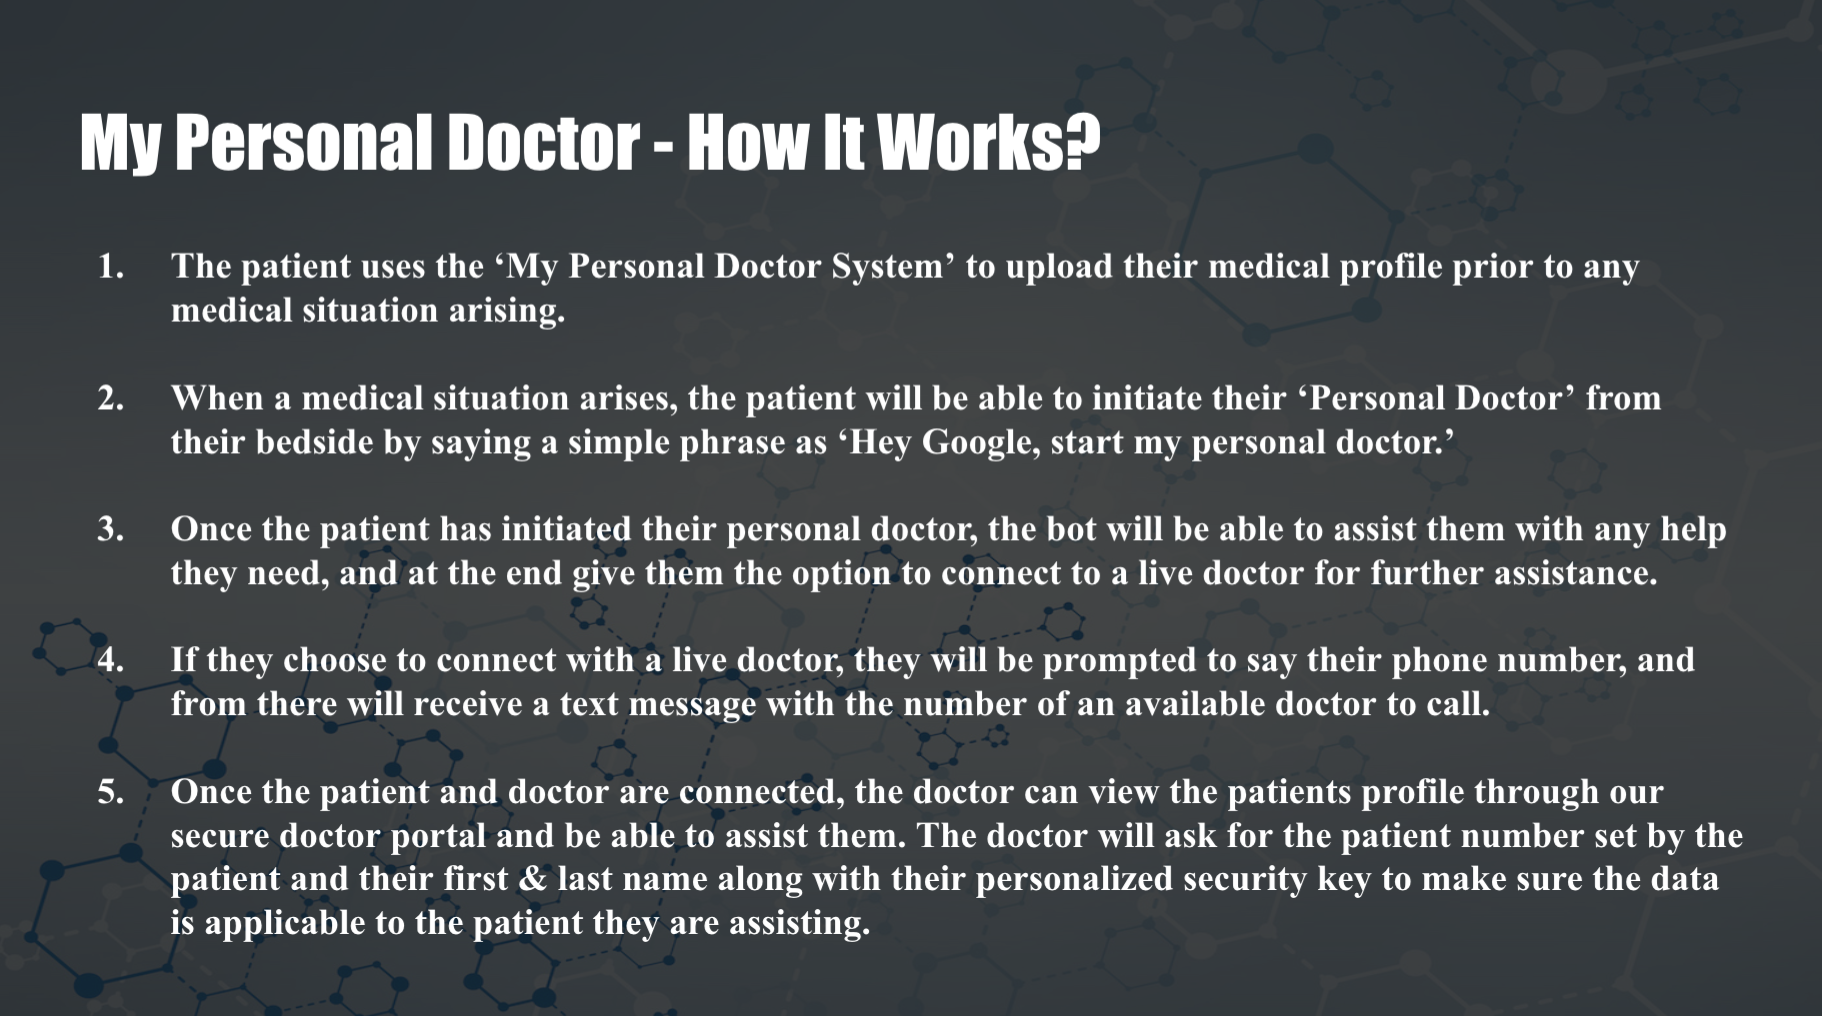 My Personal Doctor - How It Works?
1. The patient uses the ‘My Personal Doctor System’ to upload their medical profile prior to any
medical situation arising.
2. When a medical situation arises, the patient will be able to initiate their ‘Personal Doctor’ from
their bedside by saying a simple phrase as ‘Hey Google, start my personal doctor.’
3. Once the patient has initiated their personal doctor, the bot will be able to assist them with any help
they need, and at the end give them the option to connect to a live doctor for further assistance.
4. If they choose to connect with a live doctor, they will be prompted to say their phone number, and
from there will receive a text message with the number of an available doctor to call.
5. Once the patient and doctor are connected, the doctor can view the patients profile through our
secure doctor portal and be able to assist them. The doctor will ask for the patient number set by the
patient and their first & last name along with their personalized security key to make sure the data
is applicable to the patient they are assisting.